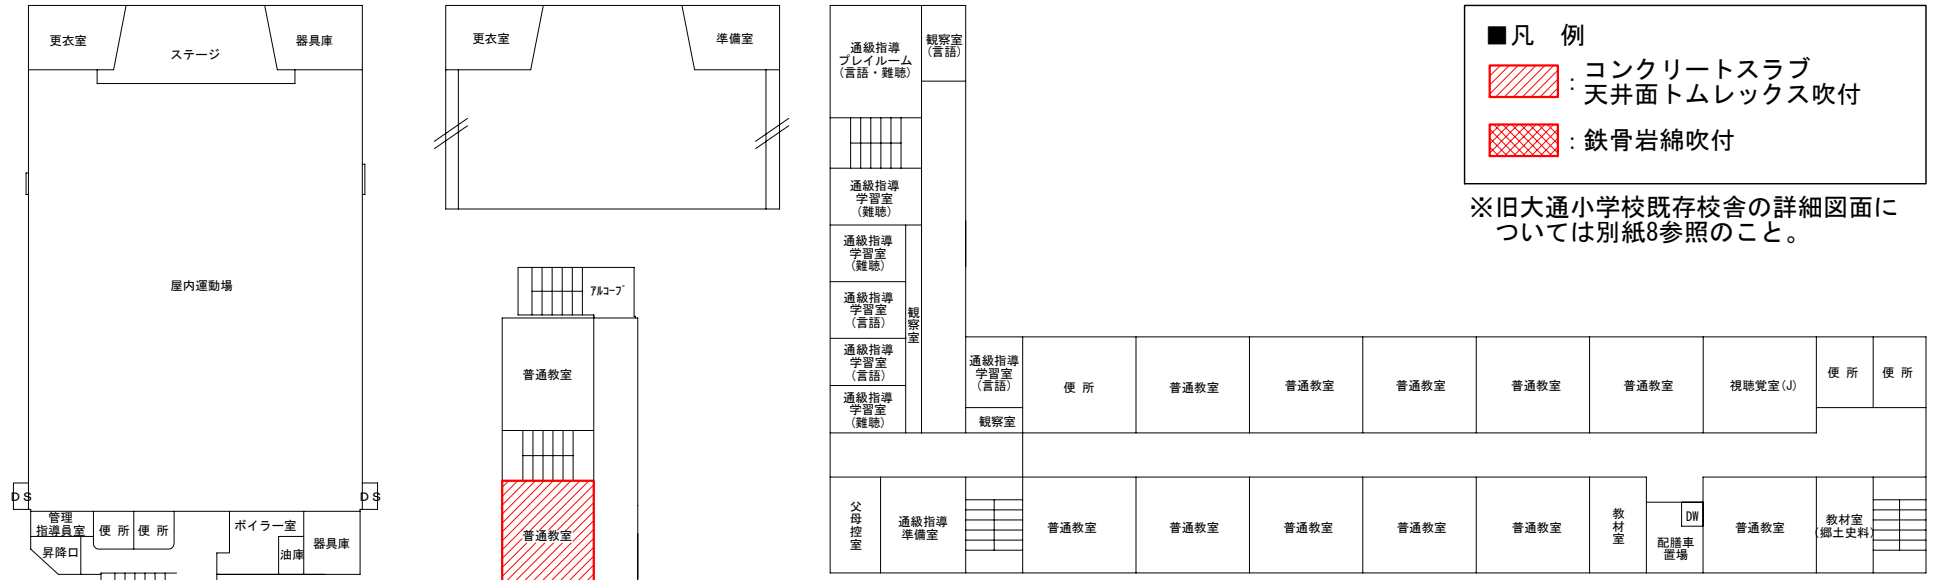 更衣室
ステージ
器具庫
屋内運動場
DS
DS
管理
指導員室
便 所
便 所
ボイラー室
昇降口
油庫
器具庫
更衣室
準備室
ｱﾙｺｰﾌﾞ
普通教室
普通教室
通級指導
プレイルーム
(言語・難聴)
観察室
(言語)
通級指導
学習室
(難聴)
通級指導
学習室
(難聴)
通級指導
学習室
(言語)
観察室
通級指導
学習室
(言語)
通級指導
学習室
(難聴)
通級指導
学習室
(言語)
観察室
便 所
普通教室
普通教室
普通教室
普通教室
普通教室
視聴覚室(J)
便 所
便 所
父母控室
通級指導
準備室
普通教室
普通教室
普通教室
普通教室
普通教室
教材室
DW
配膳車
置場
普通教室
教材室
(郷土史料)
■凡　例
：コンクリートスラブ
天井面トムレックス吹付
：鉄骨岩綿吹付
※旧大通小学校既存校舎の詳細図面に
ついては別紙8参照のこと。